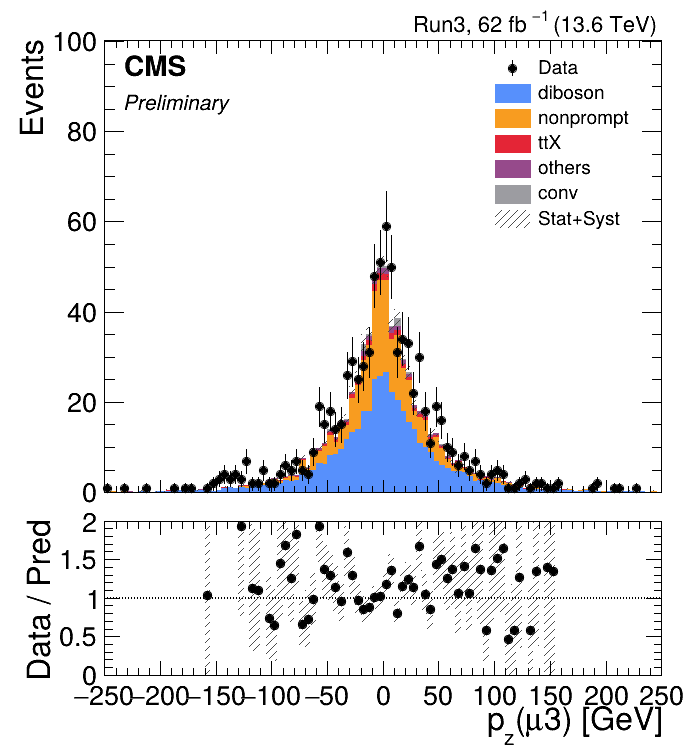 Run3, 62 fb⁻¹ (13.6 TeV)
CMS
Preliminary
Events
100
80
60
40
20
0
Data
diboson
nonprompt
ttX
others
conv
Stat+Syst
Data / Pred
2
1.5
1
0.5
0
−250 −200 −150 −100 −50 0 50 100 150 200 250
p_z(μ3) [GeV]